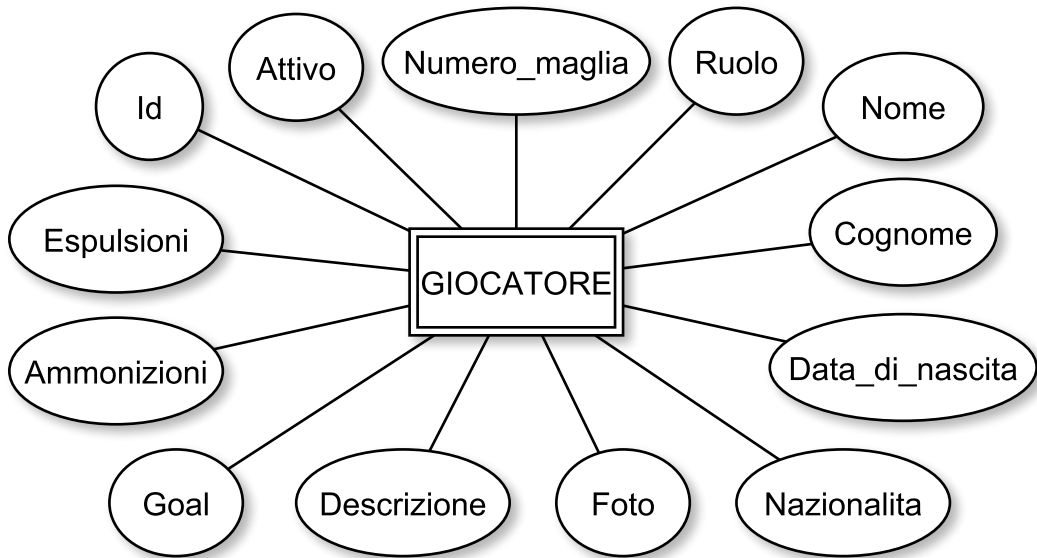 Numero_maglia
Ruolo
Attivo
Id
Nome
Espulsioni
Cognome
GIOCATORE
Ammonizioni
Data_di_nascita
Goal
Descrizione
Foto
Nazionalita